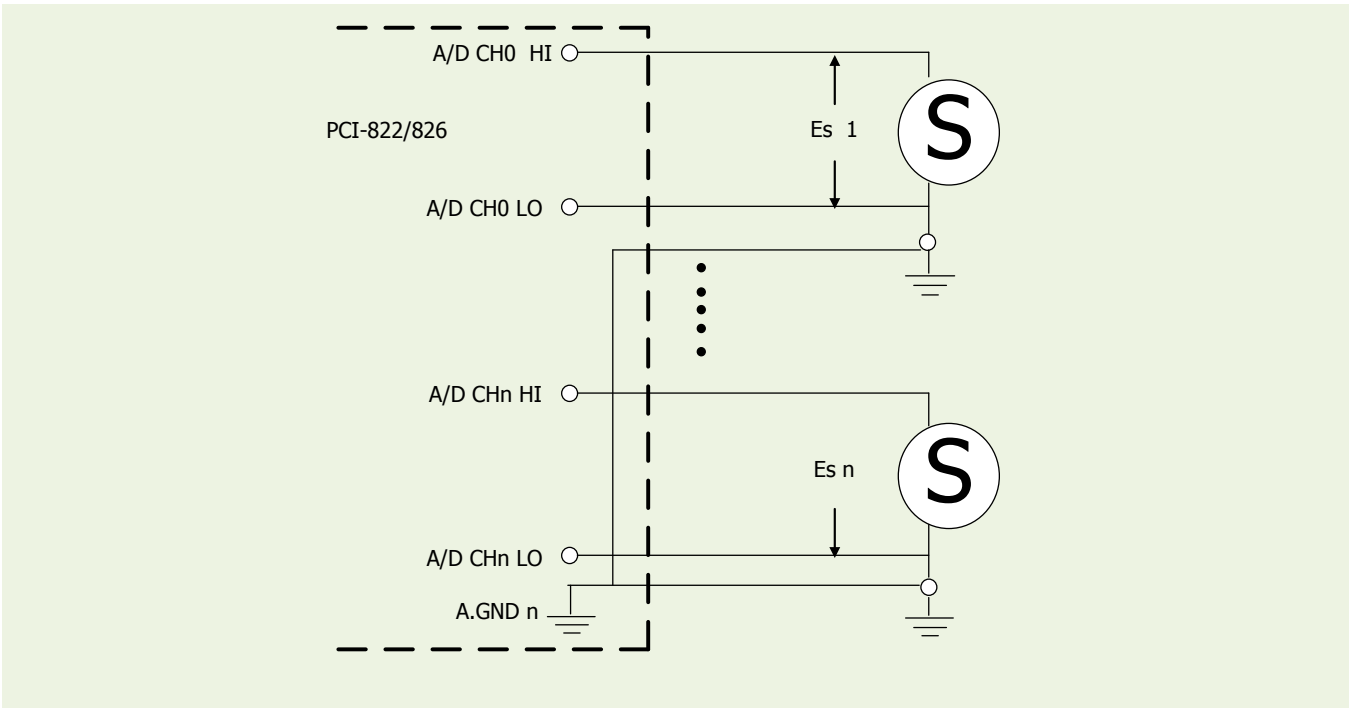 A/D CH0 HI
PCI-822/826
Es 1
S
A/D CH0 LO
A/D CHn HI
Es n
S
A/D CHn LO
A.GND n